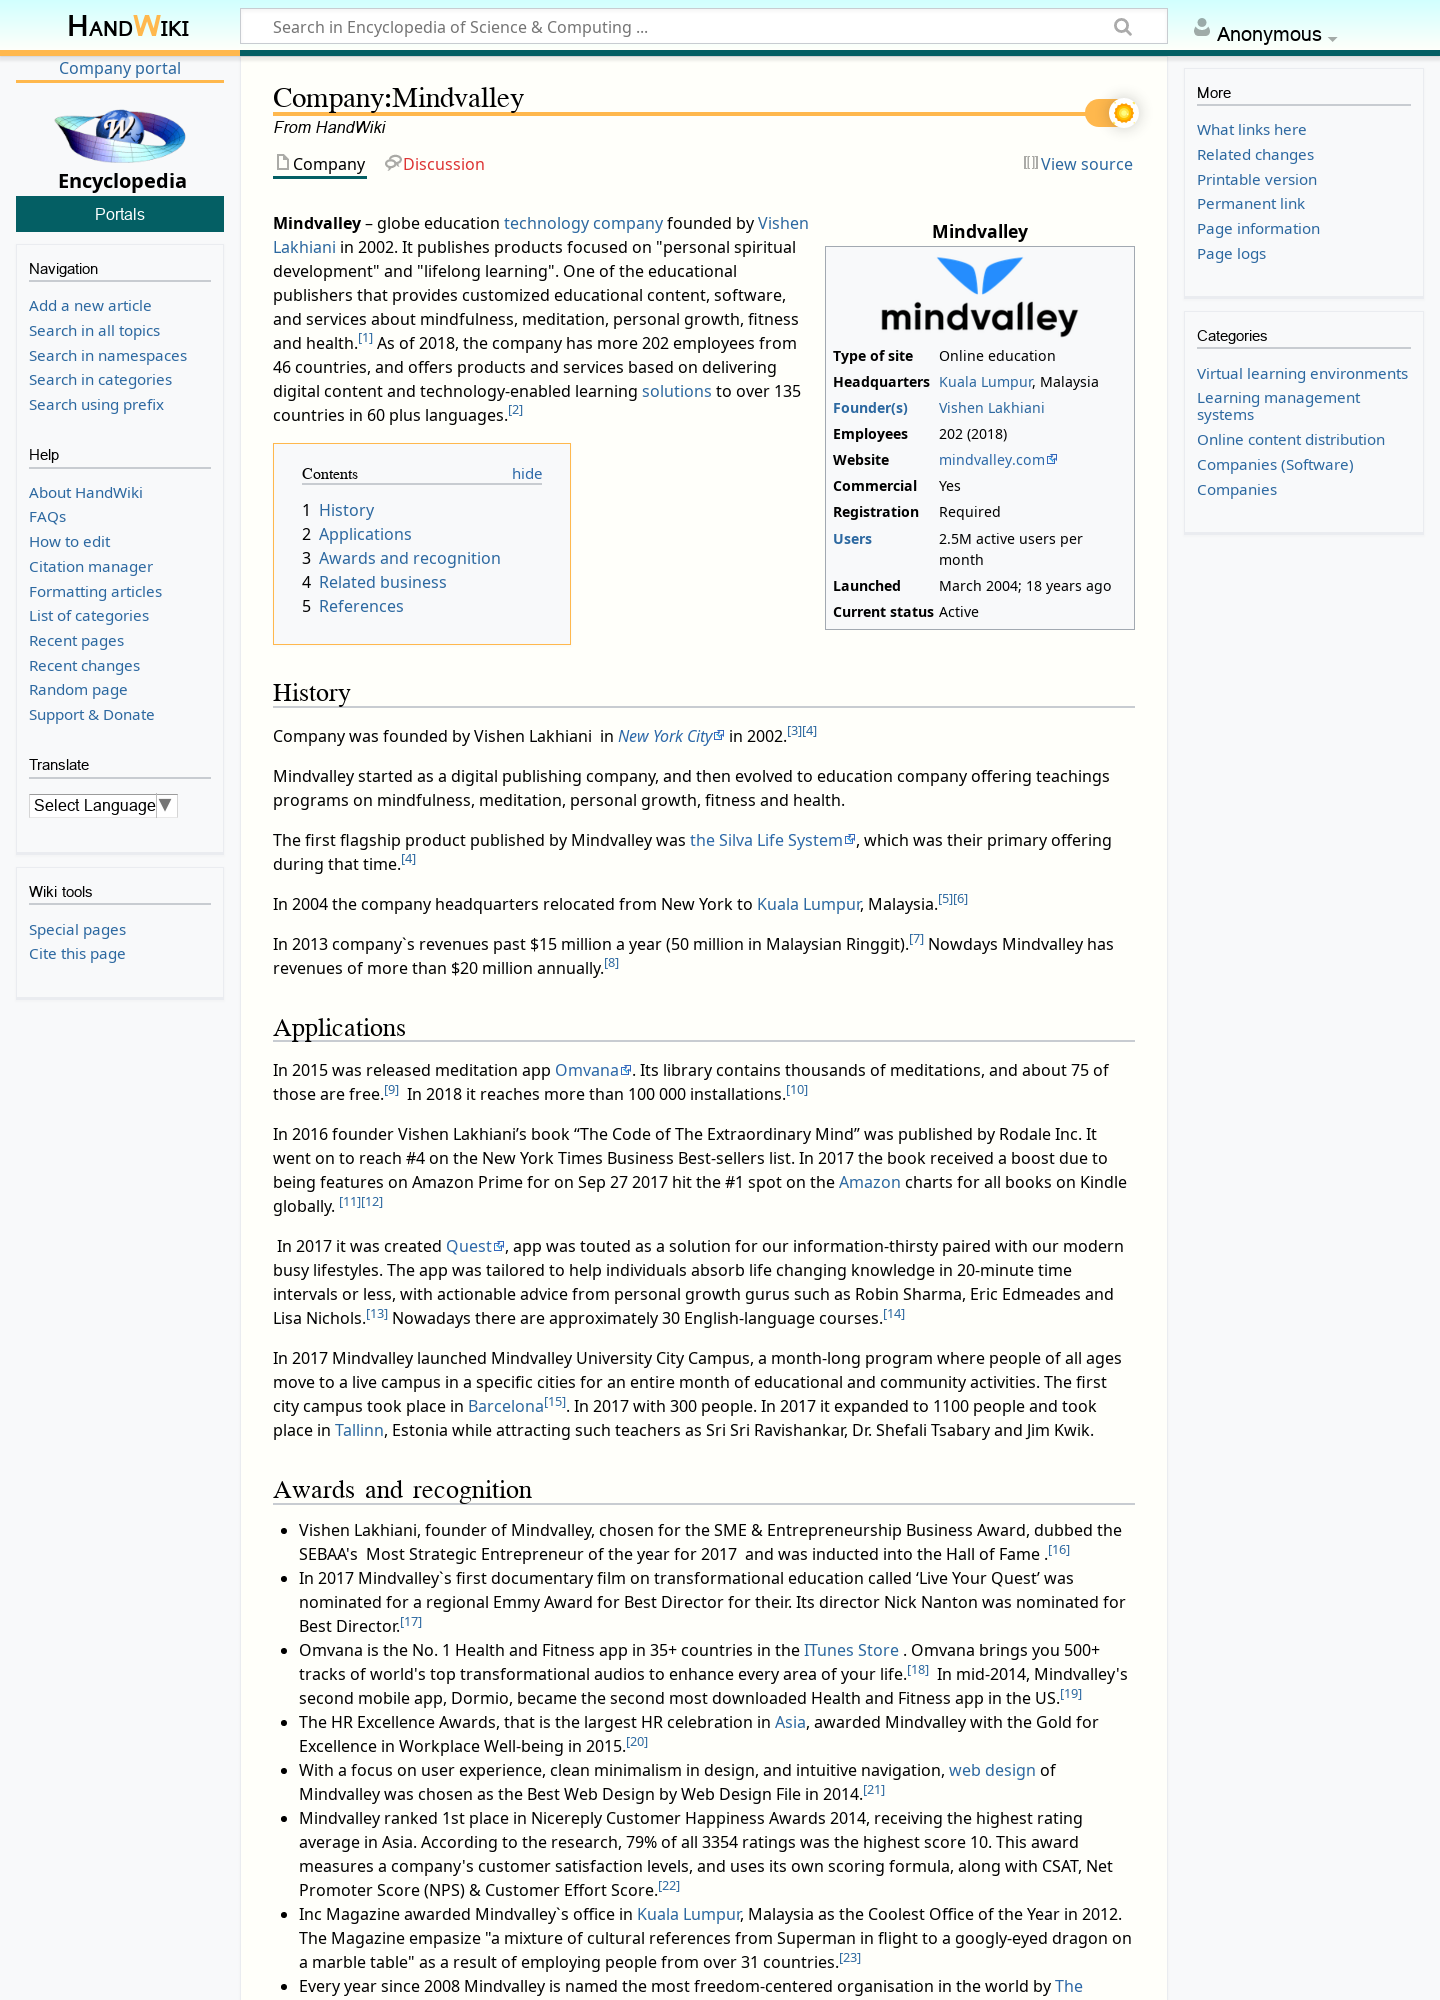 HandWiki
Search in Encyclopedia of Science & Computing ...
Anonymous
Company portal
W
Encyclopedia
Portals
Navigation
Add a new article
Search in all topics
Search in namespaces
Search in categories
Search using prefix
Help
About HandWiki
FAQs
How to edit
Citation manager
Formatting articles
List of categories
Recent pages
Recent changes
Random page
Support & Donate
Translate
Select Language▼
Wiki tools
Special pages
Cite this page
Company:Mindvalley
From HandWiki
Company
Discussion
View source
Mindvalley – globe education technology company founded by Vishen
Lakhiani in 2002. It publishes products focused on "personal spiritual
development" and "lifelong learning". One of the educational
publishers that provides customized educational content, software,
and services about mindfulness, meditation, personal growth, fitness
and health.[1] As of 2018, the company has more 202 employees from
46 countries, and offers products and services based on delivering
digital content and technology-enabled learning solutions to over 135
countries in 60 plus languages.[2]
Mindvalley
mindvalley
Type of site Online education
Headquarters Kuala Lumpur, Malaysia
Founder(s) Vishen Lakhiani
Employees 202 (2018)
Website mindvalley.com
Commercial Yes
Registration Required
Users 2.5M active users per
month
Launched March 2004; 18 years ago
Current status Active
Contents hide
1 History
2 Applications
3 Awards and recognition
4 Related business
5 References
History
Company was founded by Vishen Lakhiani  in New York City in 2002.[3][4]
Mindvalley started as a digital publishing company, and then evolved to education company offering teachings
programs on mindfulness, meditation, personal growth, fitness and health.
The first flagship product published by Mindvalley was the Silva Life System, which was their primary offering
during that time.[4]
In 2004 the company headquarters relocated from New York to Kuala Lumpur, Malaysia.[5][6]
In 2013 company`s revenues past $15 million a year (50 million in Malaysian Ringgit).[7] Nowdays Mindvalley has
revenues of more than $20 million annually.[8]
Applications
In 2015 was released meditation app Omvana. Its library contains thousands of meditations, and about 75 of
those are free.[9]  In 2018 it reaches more than 100 000 installations.[10]
In 2016 founder Vishen Lakhiani’s book “The Code of The Extraordinary Mind” was published by Rodale Inc. It
went on to reach #4 on the New York Times Business Best-sellers list. In 2017 the book received a boost due to
being features on Amazon Prime for on Sep 27 2017 hit the #1 spot on the Amazon charts for all books on Kindle
globally. [11][12]
In 2017 it was created Quest, app was touted as a solution for our information-thirsty paired with our modern
busy lifestyles. The app was tailored to help individuals absorb life changing knowledge in 20-minute time
intervals or less, with actionable advice from personal growth gurus such as Robin Sharma, Eric Edmeades and
Lisa Nichols.[13] Nowadays there are approximately 30 English-language courses.[14]
In 2017 Mindvalley launched Mindvalley University City Campus, a month-long program where people of all ages
move to a live campus in a specific cities for an entire month of educational and community activities. The first
city campus took place in Barcelona[15]. In 2017 with 300 people. In 2017 it expanded to 1100 people and took
place in Tallinn, Estonia while attracting such teachers as Sri Sri Ravishankar, Dr. Shefali Tsabary and Jim Kwik.
Awards and recognition
• Vishen Lakhiani, founder of Mindvalley, chosen for the SME & Entrepreneurship Business Award, dubbed the
SEBAA's  Most Strategic Entrepreneur of the year for 2017  and was inducted into the Hall of Fame .[16]
• In 2017 Mindvalley`s first documentary film on transformational education called ‘Live Your Quest’ was
nominated for a regional Emmy Award for Best Director for their. Its director Nick Nanton was nominated for
Best Director.[17]
• Omvana is the No. 1 Health and Fitness app in 35+ countries in the ITunes Store . Omvana brings you 500+
tracks of world's top transformational audios to enhance every area of your life.[18]  In mid-2014, Mindvalley's
second mobile app, Dormio, became the second most downloaded Health and Fitness app in the US.[19]
• The HR Excellence Awards, that is the largest HR celebration in Asia, awarded Mindvalley with the Gold for
Excellence in Workplace Well-being in 2015.[20]
• With a focus on user experience, clean minimalism in design, and intuitive navigation, web design of
Mindvalley was chosen as the Best Web Design by Web Design File in 2014.[21]
• Mindvalley ranked 1st place in Nicereply Customer Happiness Awards 2014, receiving the highest rating
average in Asia. According to the research, 79% of all 3354 ratings was the highest score 10. This award
measures a company's customer satisfaction levels, and uses its own scoring formula, along with CSAT, Net
Promoter Score (NPS) & Customer Effort Score.[22]
• Inc Magazine awarded Mindvalley`s office in Kuala Lumpur, Malaysia as the Coolest Office of the Year in 2012.
The Magazine empasize "a mixture of cultural references from Superman in flight to a googly-eyed dragon on
a marble table" as a result of employing people from over 31 countries.[23]
• Every year since 2008 Mindvalley is named the most freedom-centered organisation in the world by The
More
What links here
Related changes
Printable version
Permanent link
Page information
Page logs
Categories
Virtual learning environments
Learning management
systems
Online content distribution
Companies (Software)
Companies